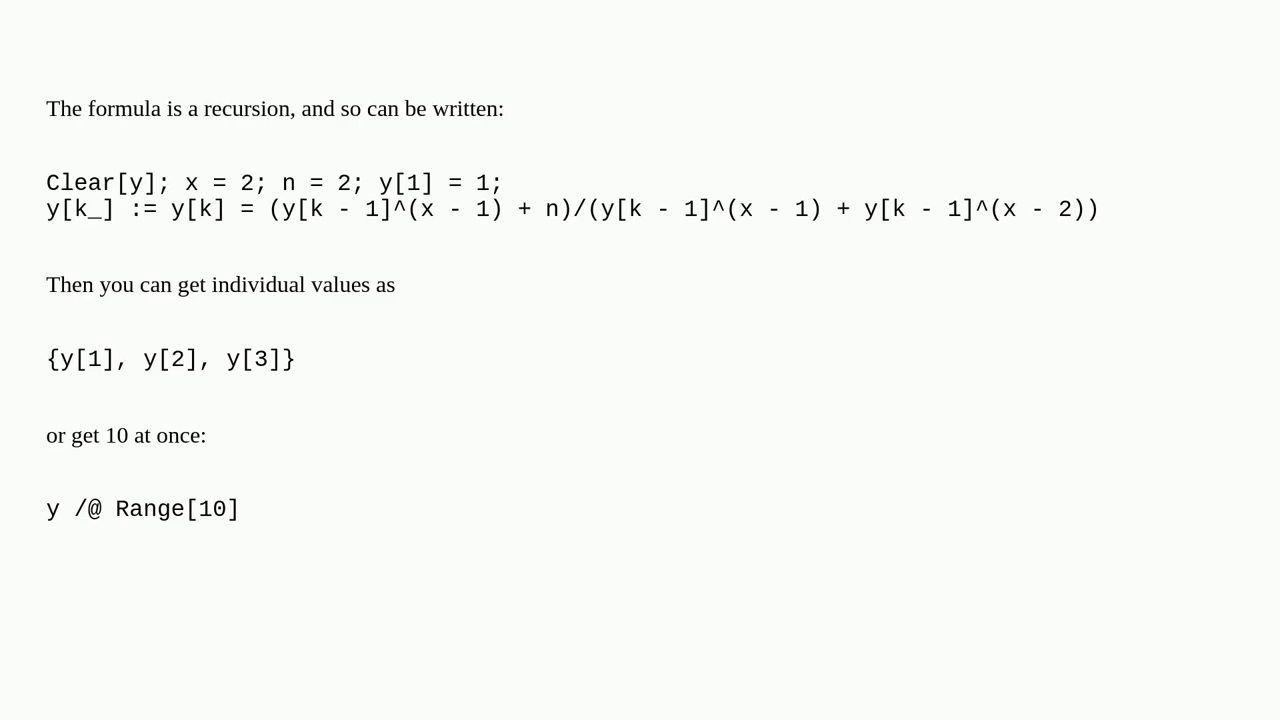 The formula is a recursion, and so can be written:
Clear[y]; x = 2; n = 2; y[1] = 1;
y[k_] := y[k] = (y[k - 1]^(x - 1) + n)/(y[k - 1]^(x - 1) + y[k - 1]^(x - 2))
Then you can get individual values as
{y[1], y[2], y[3]}
or get 10 at once:
y /@ Range[10]